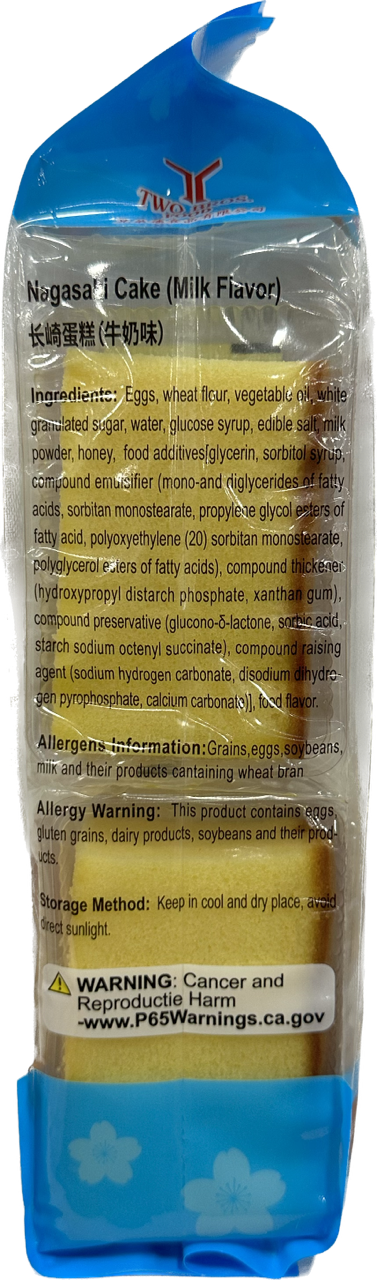 TWO BROS.
Nagasaki Cake (Milk Flavor)
长崎蛋糕(牛奶味)
Ingredients: Eggs, wheat flour, vegetable oil, white
granulated sugar, water, glucose syrup, edible salt, milk
powder, honey, food additives[glycerin, sorbitol syrup,
compound emulsifier (mono-and diglycerides of fatty
acids, sorbitan monostearate, propylene glycol esters of
fatty acid, polyoxyethylene (20) sorbitan monostearate,
polyglycerol esters of fatty acids), compound thickener
(hydroxypropyl distarch phosphate, xanthan gum),
compound preservative (glucono-δ-lactone, sorbic acid,
starch sodium octenyl succinate), compound raising
agent (sodium hydrogen carbonate, disodium dihydro-
gen pyrophosphate, calcium carbonate)], food flavor.
Allergens Information:Grains,eggs,soybeans,
milk and their products cantaining wheat bran
Allergy Warning: This product contains eggs,
gluten grains, dairy products, soybeans and their prod-
ucts.
Storage Method: Keep in cool and dry place, avoid
direct sunlight.
WARNING: Cancer and
Reproductie Harm
-www.P65Warnings.ca.gov